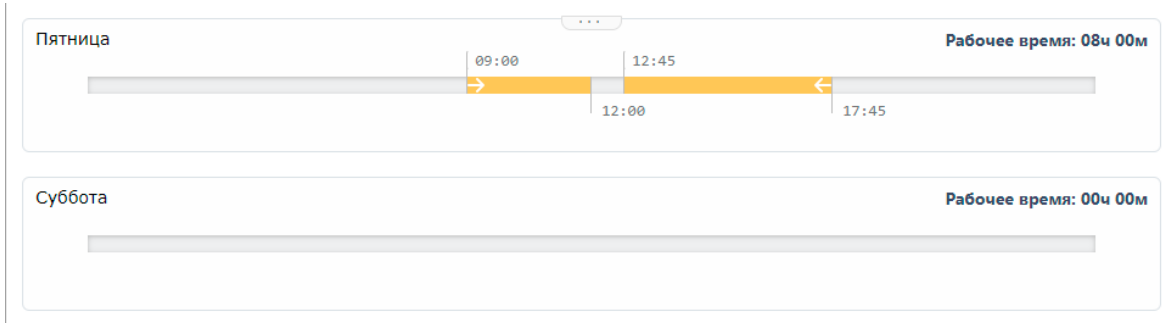 Пятница
Рабочее время: 08ч 00м
09:00
12:45
12:00
17:45
Суббота
Рабочее время: 00ч 00м